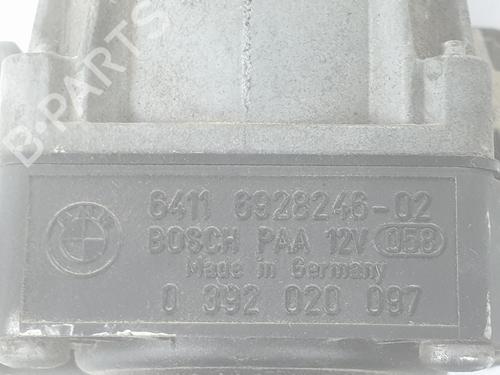 6411 6928246-02
BOSCH PAA 12V 058
Made in Germany
0 392 020 097
B-PARTS